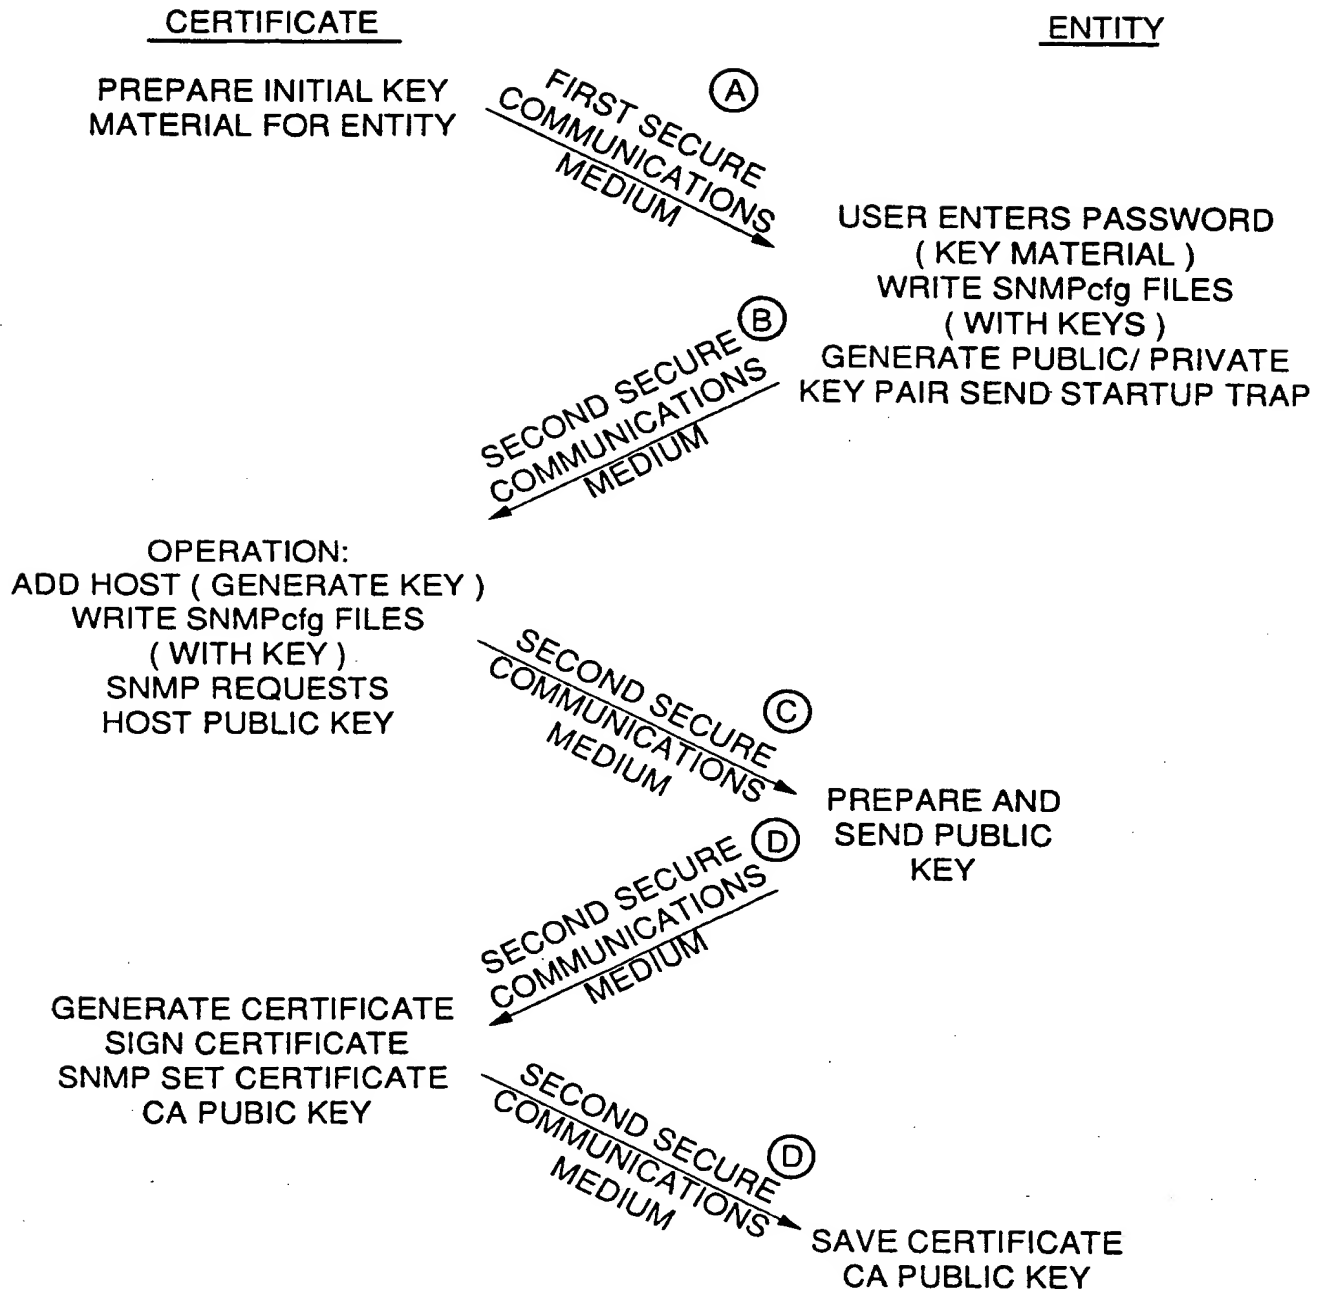 CERTIFICATE
ENTITY
PREPARE INITIAL KEY
MATERIAL FOR ENTITY
A
FIRST SECURE
COMMUNICATIONS
MEDIUM
USER ENTERS PASSWORD
( KEY MATERIAL )
WRITE SNMPcfg FILES
( WITH KEYS )
GENERATE PUBLIC/ PRIVATE
KEY PAIR SEND STARTUP TRAP
B
SECOND SECURE
COMMUNICATIONS
MEDIUM
OPERATION:
ADD HOST ( GENERATE KEY )
WRITE SNMPcfg FILES
( WITH KEY )
SNMP REQUESTS
HOST PUBLIC KEY
SECOND SECURE
COMMUNICATIONS
MEDIUM
C
PREPARE AND
SEND PUBLIC
KEY
D
SECOND SECURE
COMMUNICATIONS
MEDIUM
GENERATE CERTIFICATE
SIGN CERTIFICATE
SNMP SET CERTIFICATE
CA PUBIC KEY
SECOND SECURE
COMMUNICATIONS
MEDIUM
D
SAVE CERTIFICATE
CA PUBLIC KEY